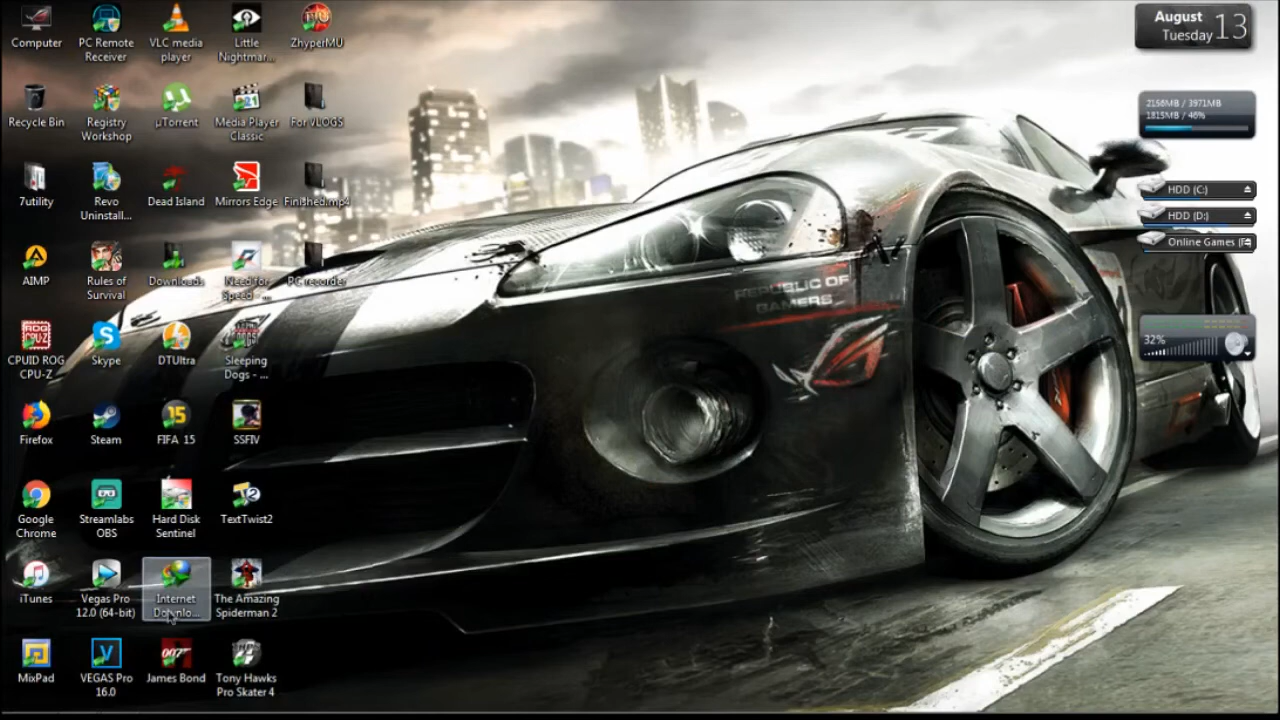 Computer
PC Remote
Receiver
VLC media
player
Little
Nightmar...
ZhyperMU
Recycle Bin
Registry
Workshop
µTorrent
Media Player
Classic
For VLOGS
7utility
Revo
Uninstall...
Dead Island
Mirrors Edge
Finished.mp4
AIMP
Rules of
Survival
Downloads
Need for
Speed - ...
PC recorder
CPUID ROG
CPU-Z
Skype
DTUltra
Sleeping
Dogs - ...
Firefox
Steam
FIFA 15
SSFIV
Google
Chrome
Streamlabs
OBS
Hard Disk
Sentinel
TextTwist2
iTunes
Vegas Pro
12.0 (64-bit)
Internet
Downlo...
The Amazing
Spiderman 2
MixPad
VEGAS Pro
16.0
James Bond
Tony Hawks
Pro Skater 4
August
Tuesday 13
2156MB / 3971MB
1815MB / 46%
HDD (C:)
HDD (D:)
Online Games
32%
REPUBLIC OF
GAMERS